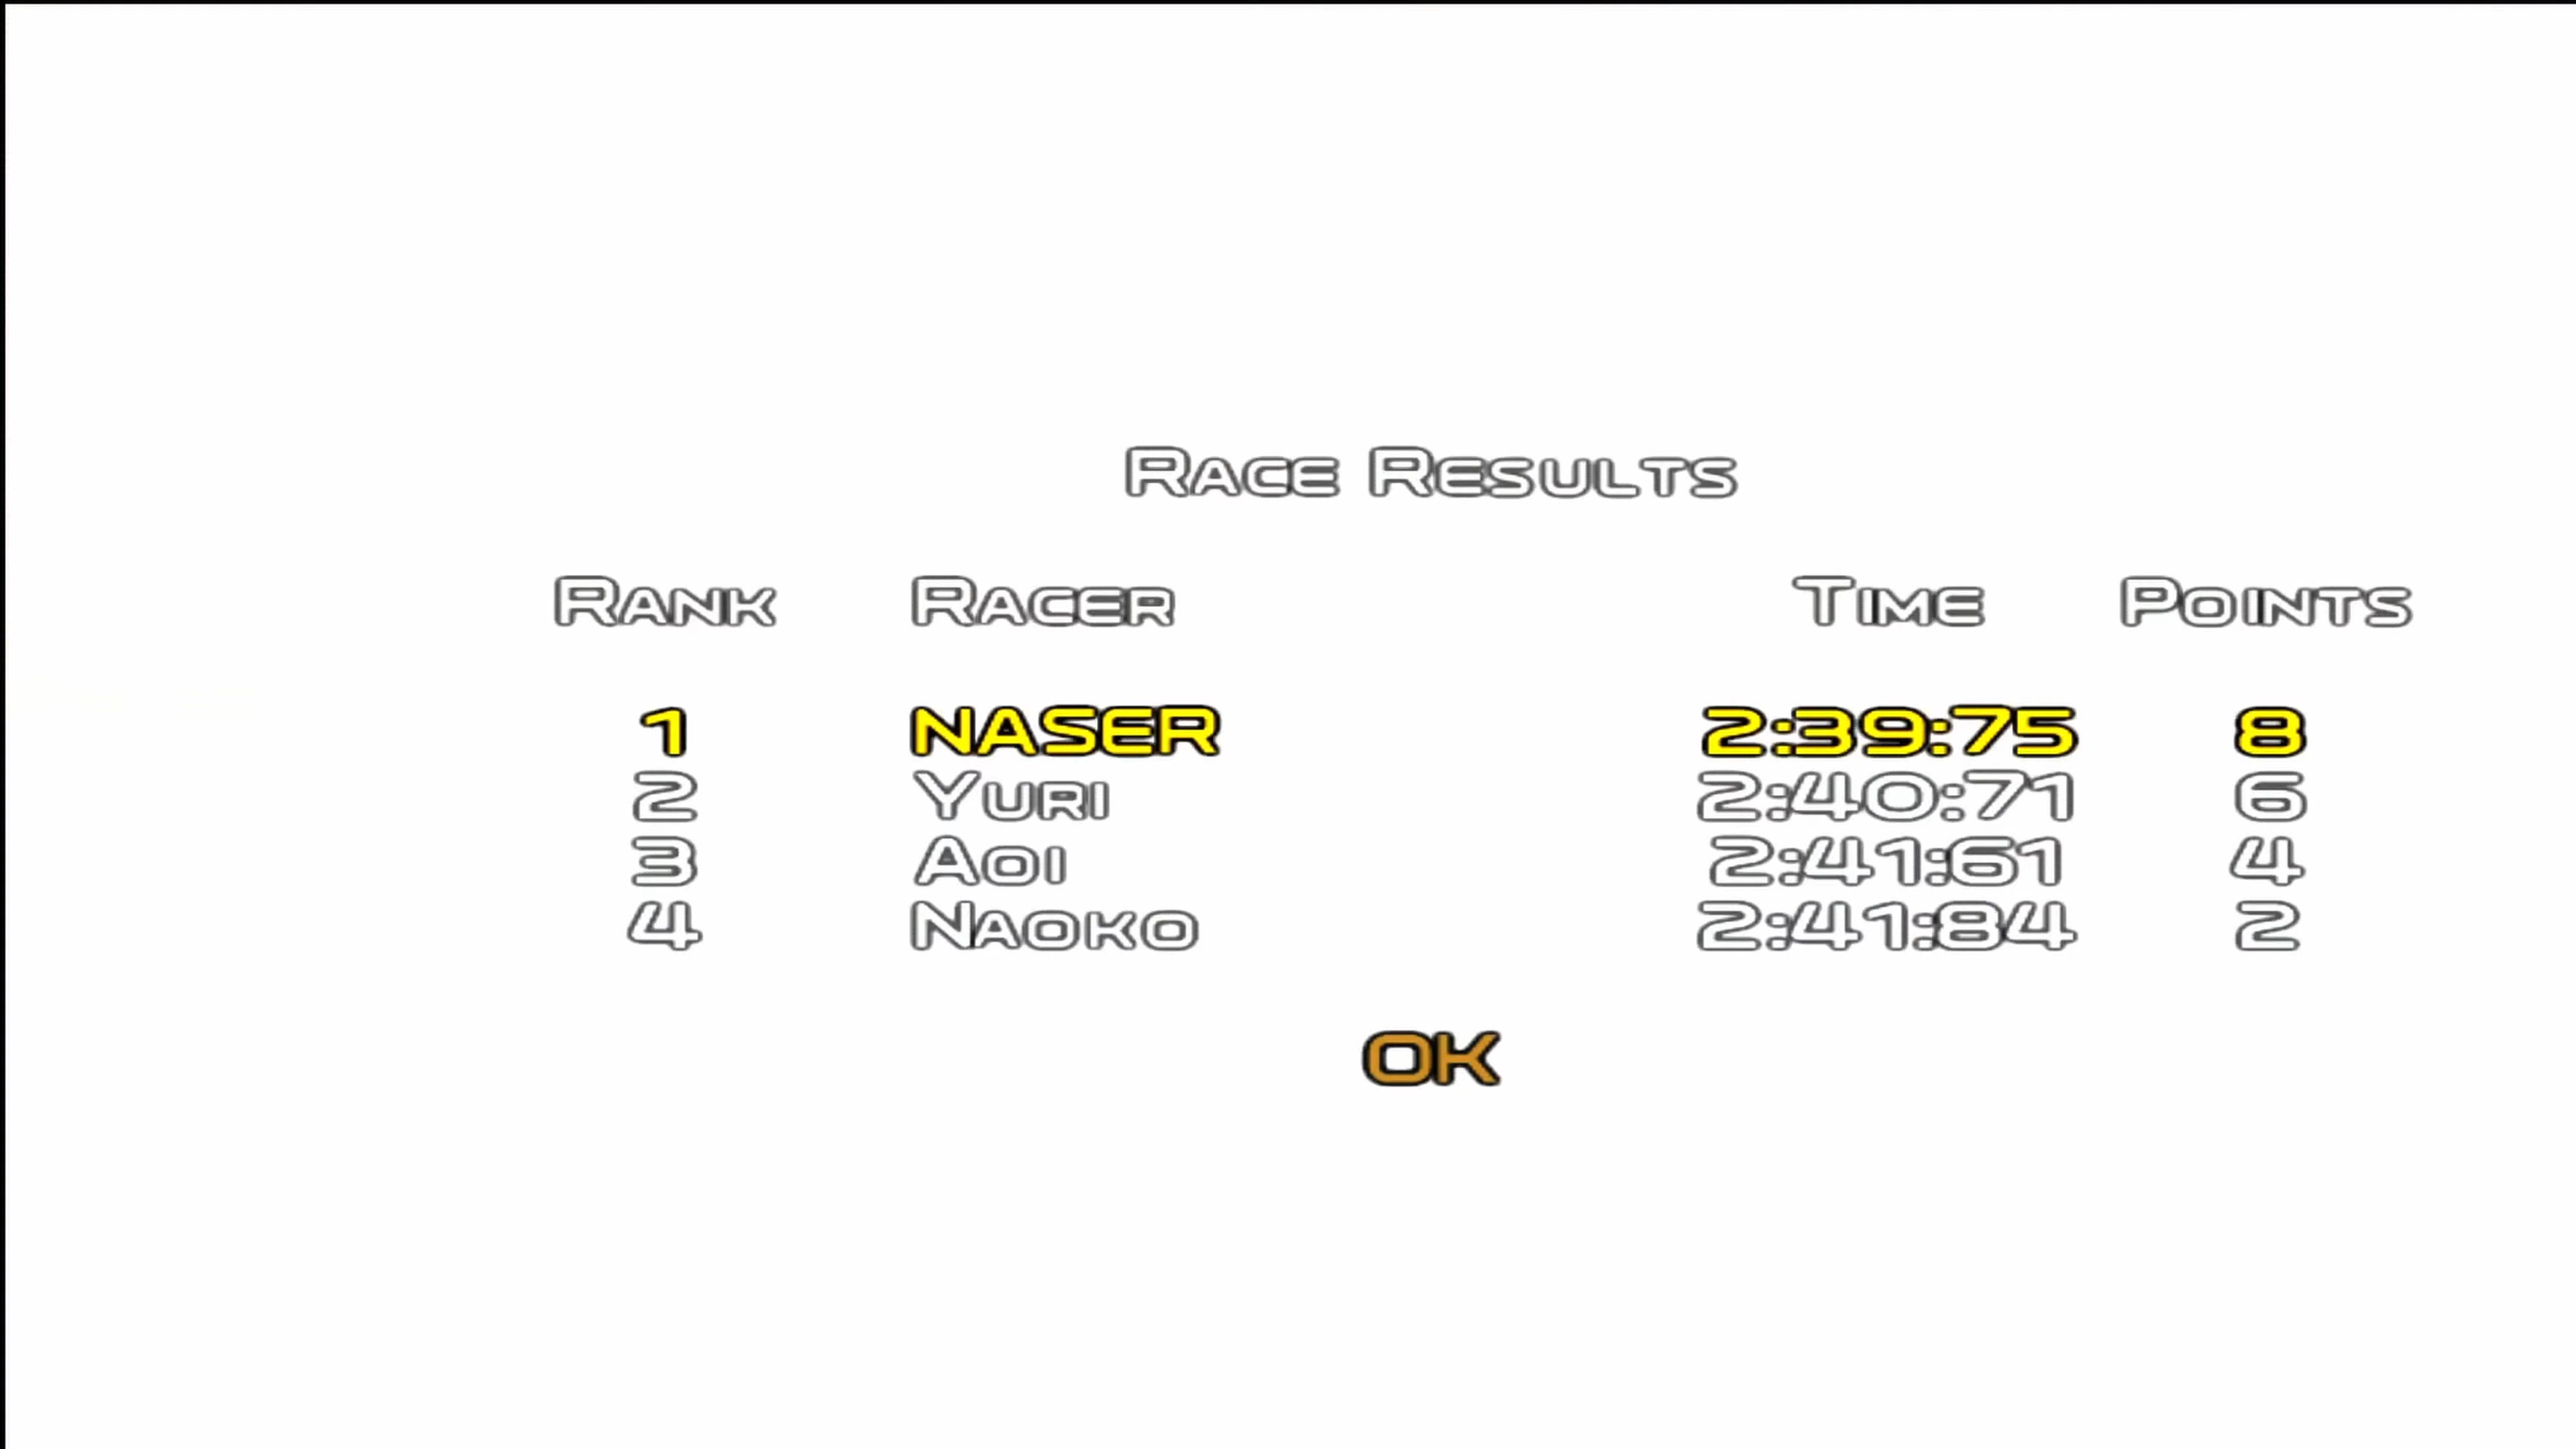 Race Results
Rank Racer Time Points
1 NASER 2:39:75 8
2 Yuri 2:40:71 6
3 Aoi 2:41:61 4
4 Naoko 2:41:84 2
OK